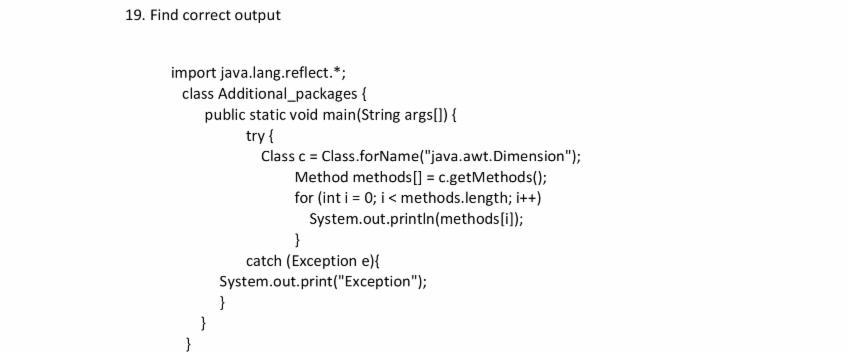 19. Find correct output
import java.lang.reflect.*;
class Additional_packages {
public static void main(String args[]) {
try {
Class c = Class.forName("java.awt.Dimension");
Method methods[] = c.getMethods();
for (int i = 0; i < methods.length; i++)
System.out.println(methods[i]);
}
catch (Exception e){
System.out.print("Exception");
}
}
}